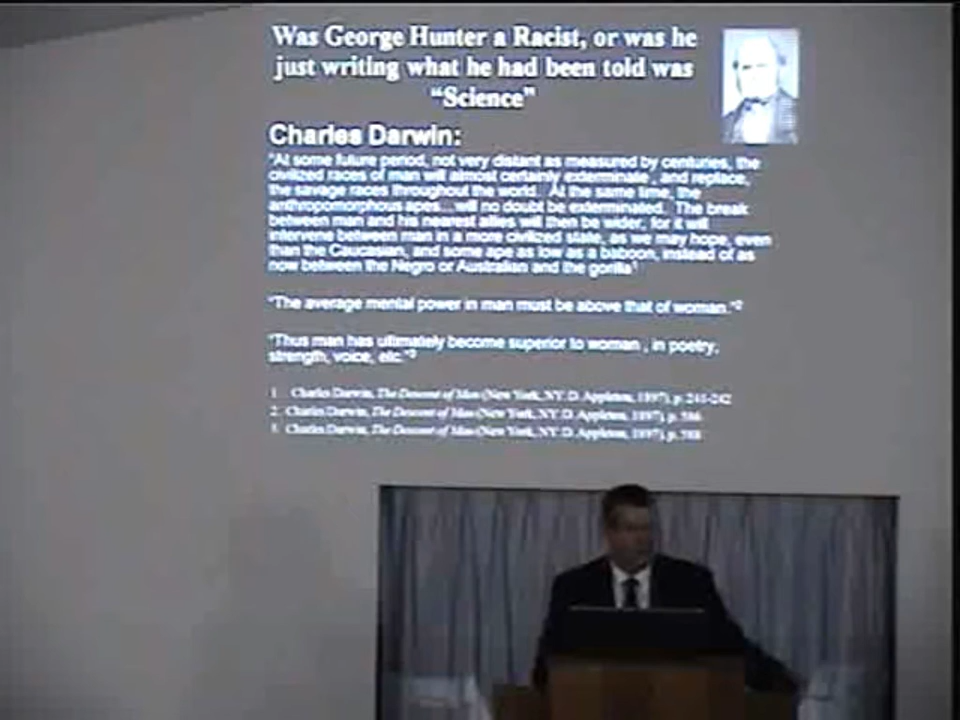 Was George Hunter a Racist, or was he
just writing what he had been told was
“Science”
Charles Darwin:
"At some future period, not very distant as measured by centuries, the
civilized races of man will almost certainly exterminate , and replace,
the savage races throughout the world.  At the same time, the
anthropomorphous apes... will no doubt be exterminated.  The break
between man and his nearest allies will then be wider, for it will
intervene between man in a more civilized state, as we may hope, even
than the Caucasian, and some ape as low as a baboon, instead of as
now between the Negro or Australian and the gorilla"1
"The average mental power in man must be above that of woman."2
"Thus man has ultimately become superior to woman , in poetry,
strength, voice, etc."3
1. Charles Darwin, The Descent of Man (New York, NY: D. Appleton, 1897), p. 241-242
2. Charles Darwin, The Descent of Man (New York, NY: D. Appleton, 1897), p.
3. Charles Darwin, The Descent of Man (New York, NY: D. Appleton, 1897), p.